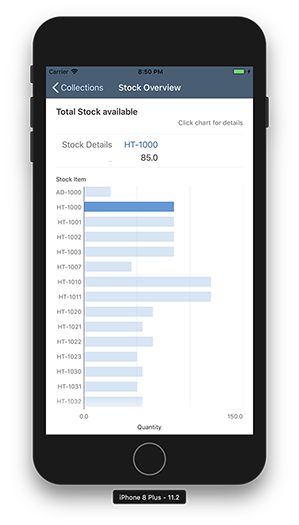 Carrier 8:50 PM
Collections Stock Overview
Total Stock available
Click chart for details
Stock Details HT-1000
.. 85.0
Stock Item
AD-1000
HT-1000
HT-1001
HT-1002
HT-1003
HT-1007
HT-1010
HT-1011
HT-1020
HT-1021
HT-1022
HT-1023
HT-1030
HT-1031
HT-1032
0.0 150.0
Quantity
iPhone 8 Plus - 11.2